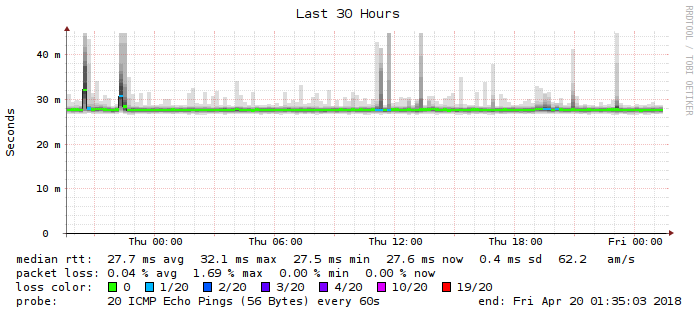 Last 30 Hours
RRDTOOL / TOBI OETIKER
Seconds
40 m
30 m
20 m
10 m
0
Thu 00:00 Thu 06:00 Thu 12:00 Thu 18:00 Fri 00:00
median rtt: 27.7 ms avg 32.1 ms max 27.5 ms min 27.6 ms now 0.4 ms sd 62.2 am/s
packet loss: 0.04 % avg 1.69 % max 0.00 % min 0.00 % now
loss color: 0 1/20 2/20 3/20 4/20 10/20 19/20
probe: 20 ICMP Echo Pings (56 Bytes) every 60s end: Fri Apr 20 01:35:03 2018